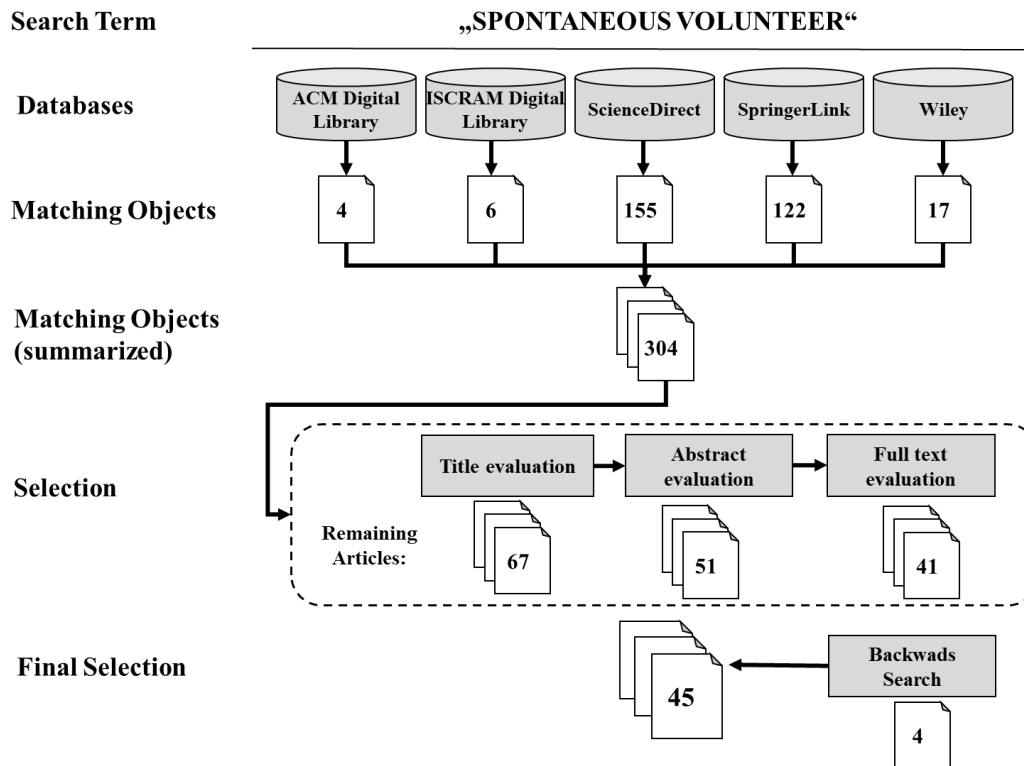 Search Term
„SPONTANEOUS VOLUNTEER“
Databases
ACM Digital
Library
ISCRAM Digital
Library
ScienceDirect
SpringerLink
Wiley
Matching Objects
4
6
155
122
17
Matching Objects
(summarized)
304
Selection
Title evaluation
Abstract
evaluation
Full text
evaluation
Remaining
Articles:
67
51
41
Final Selection
45
Backwads
Search
4